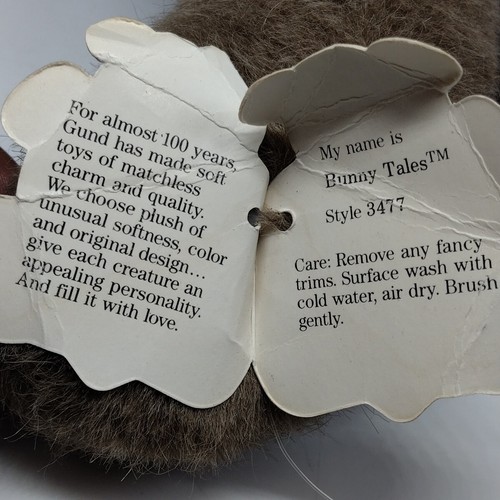 For almost 100 years,
Gund has made soft
toys of matchless
charm and quality.
We choose plush of
unusual softness, color
and original design...
give each creature an
appealing personality.
And fill it with love.
My name is
Bunny Tales™
Style 3477
Care: Remove any fancy
trims. Surface wash with
cold water, air dry. Brush
gently.